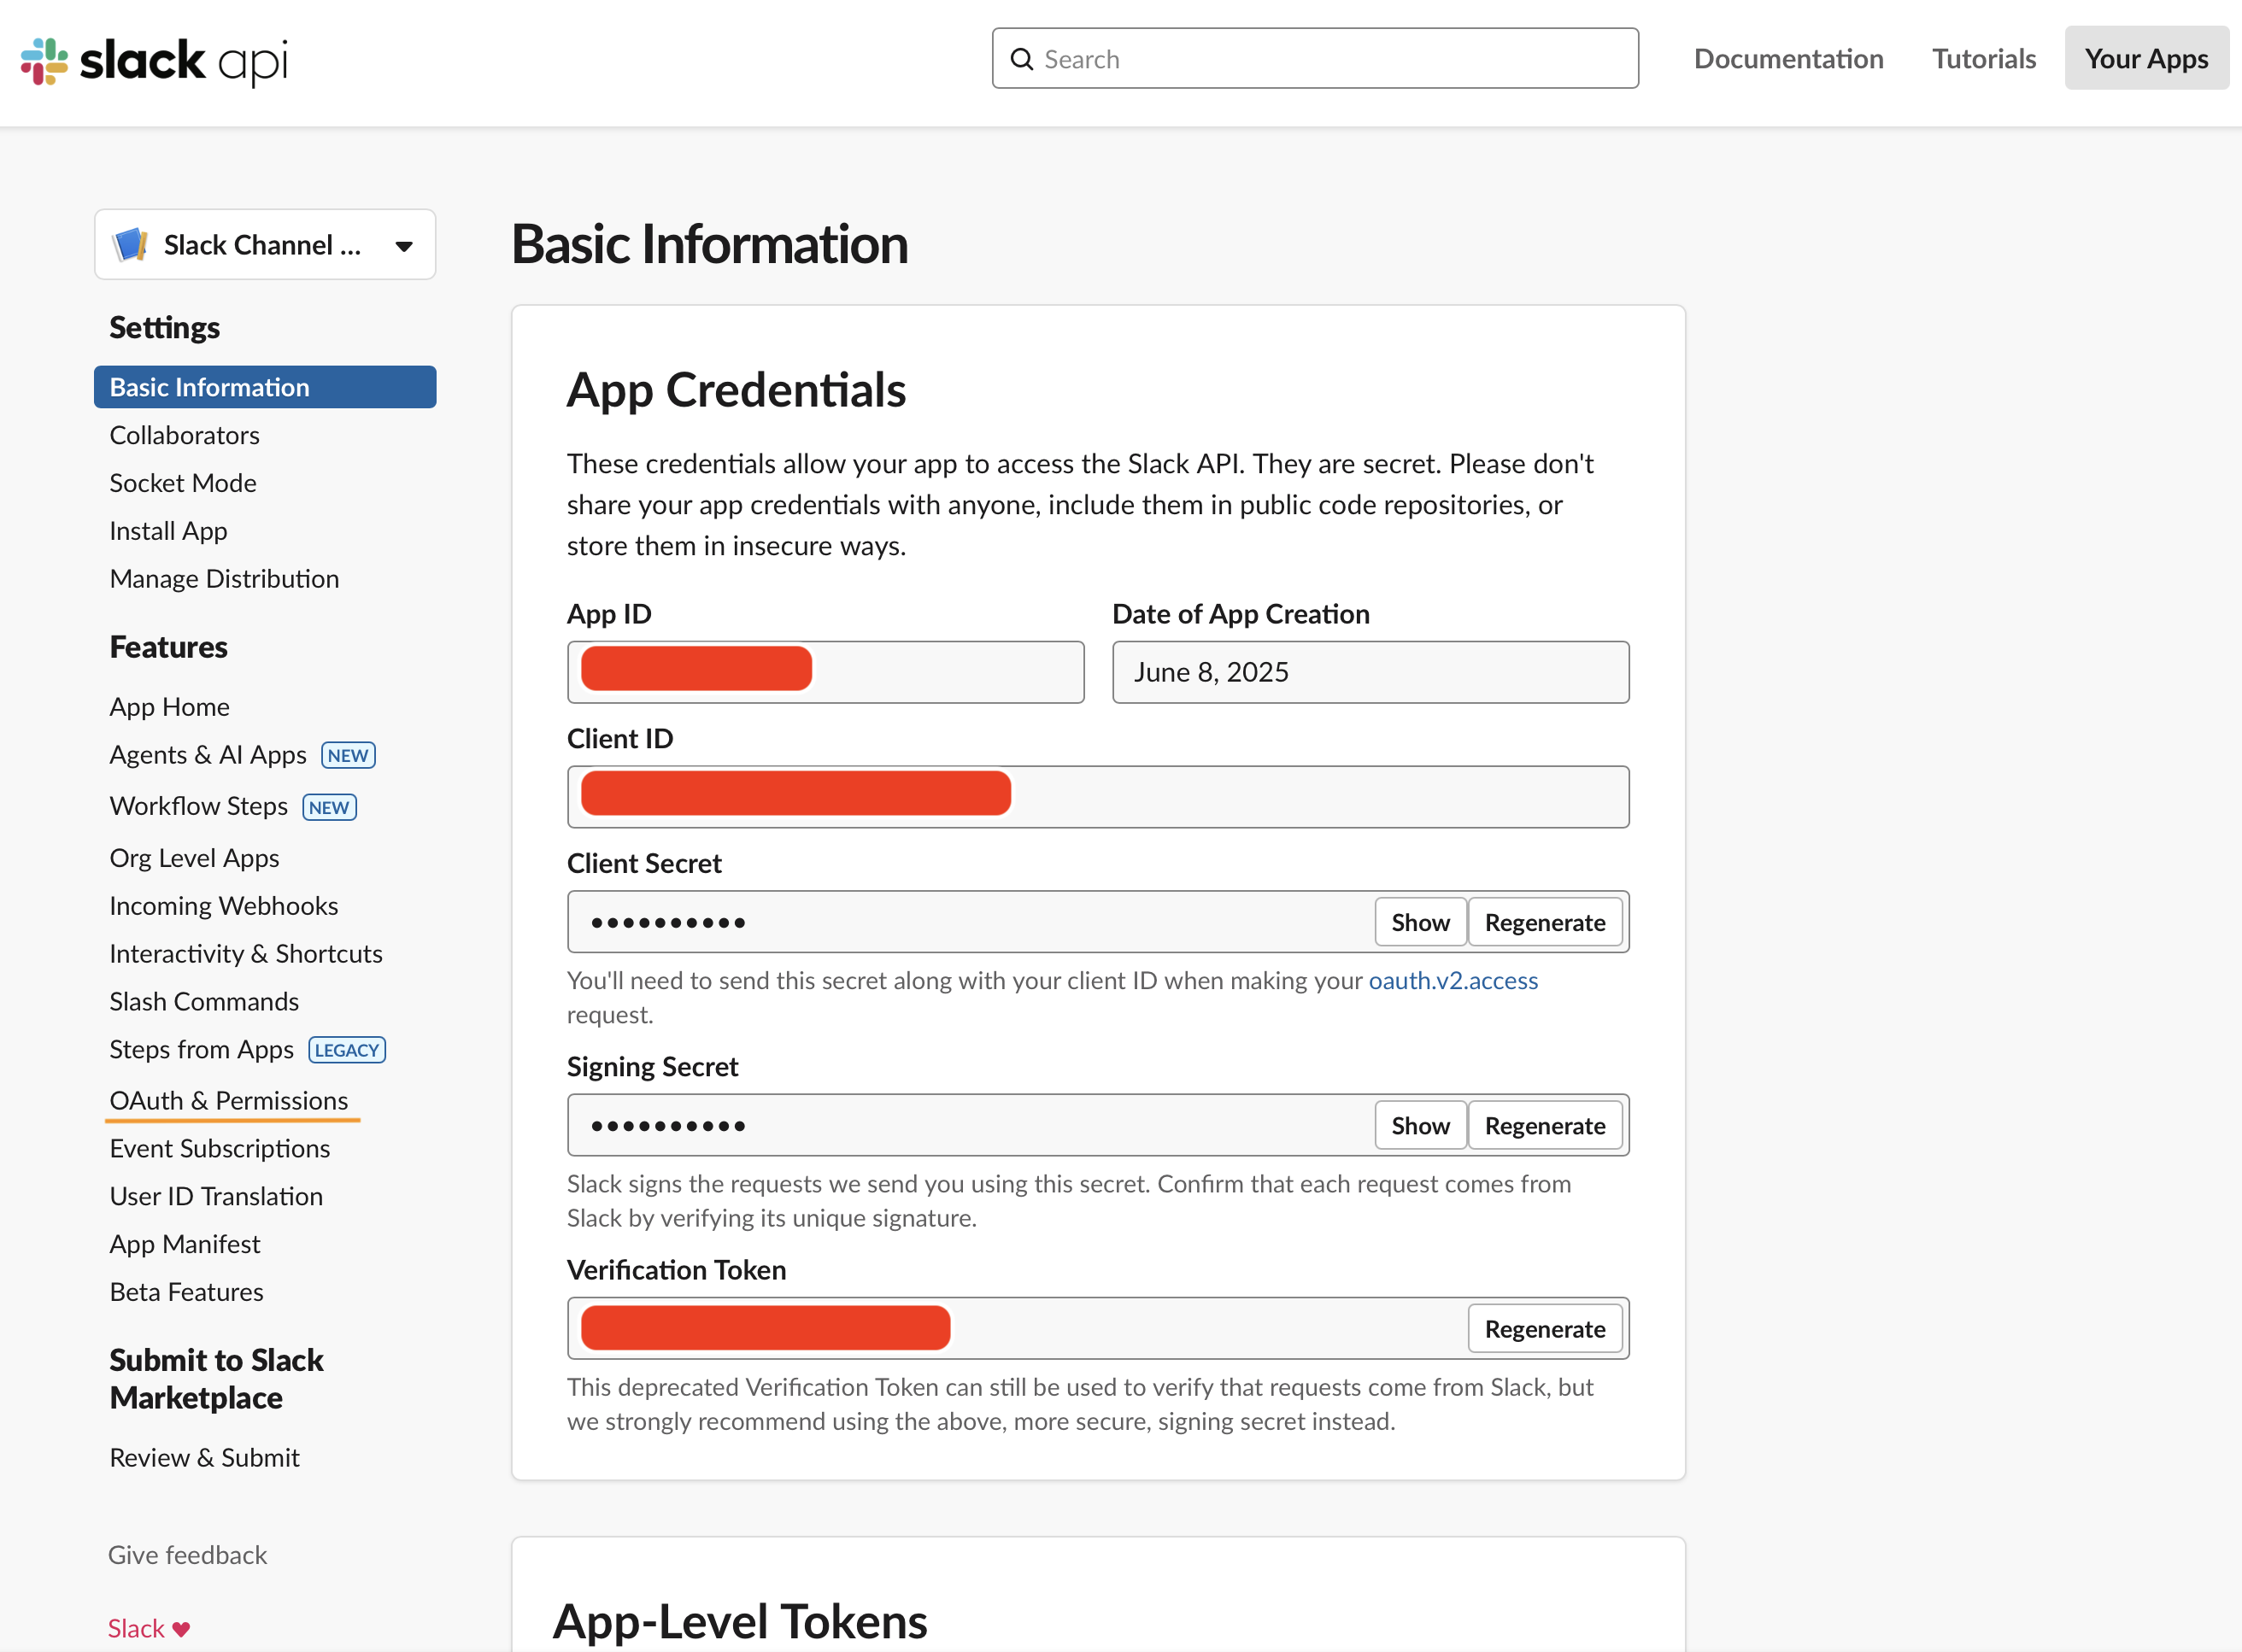 slack api
Search
Documentation
Tutorials
Your Apps
Slack Channel ...
Settings
Basic Information
Collaborators
Socket Mode
Install App
Manage Distribution
Features
App Home
Agents & AI Apps NEW
Workflow Steps NEW
Org Level Apps
Incoming Webhooks
Interactivity & Shortcuts
Slash Commands
Steps from Apps LEGACY
OAuth & Permissions
Event Subscriptions
User ID Translation
App Manifest
Beta Features
Submit to Slack
Marketplace
Review & Submit
Give feedback
Slack ♥
Basic Information
App Credentials
These credentials allow your app to access the Slack API. They are secret. Please don't
share your app credentials with anyone, include them in public code repositories, or
store them in insecure ways.
App ID
Date of App Creation
June 8, 2025
Client ID
Client Secret
••••••••••
Show
Regenerate
You'll need to send this secret along with your client ID when making your oauth.v2.access
request.
Signing Secret
••••••••••
Show
Regenerate
Slack signs the requests we send you using this secret. Confirm that each request comes from
Slack by verifying its unique signature.
Verification Token
Regenerate
This deprecated Verification Token can still be used to verify that requests come from Slack, but
we strongly recommend using the above, more secure, signing secret instead.
App-Level Tokens